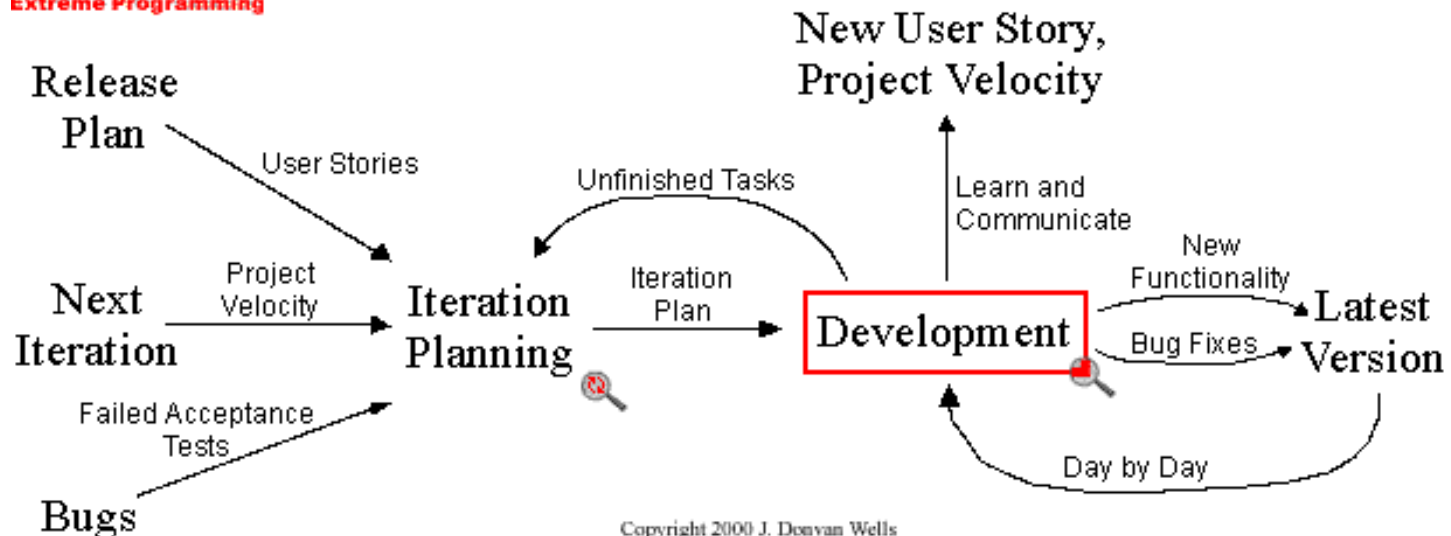 Extreme Programming
New User Story,
Project Velocity
Release
Plan
User Stories
Unfinished Tasks
Learn and
Communicate
New
Functionality
Project
Velocity
Iteration
Plan
Next
Iteration
Iteration
Planning
Development
Latest
Version
Bug Fixes
Failed Acceptance
Tests
Day by Day
Bugs
Copyright 2000 J. Donvan Wells